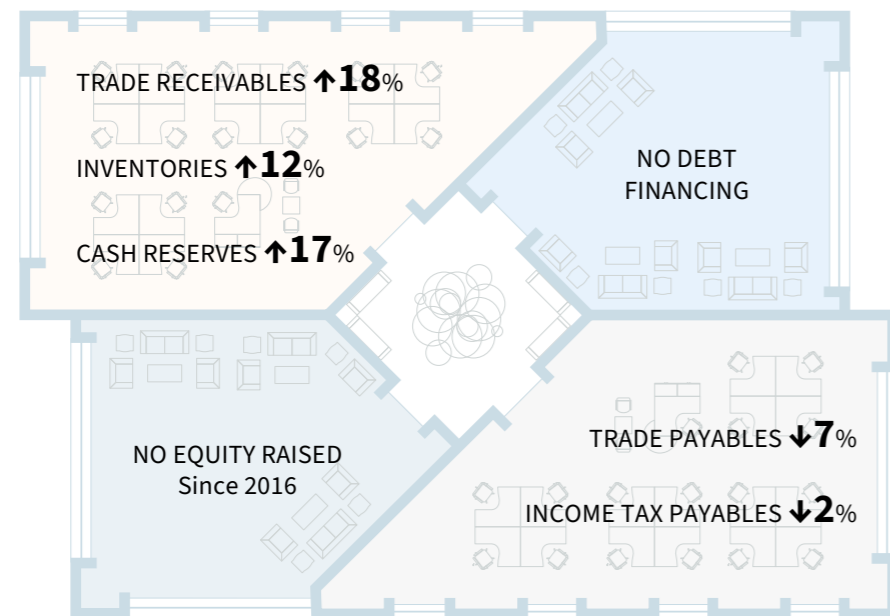 TRADE RECEIVABLES ↑18%
INVENTORIES ↑12%
CASH RESERVES ↑17%
NO DEBT
FINANCING
NO EQUITY RAISED
Since 2016
TRADE PAYABLES ↓7%
INCOME TAX PAYABLES ↓2%